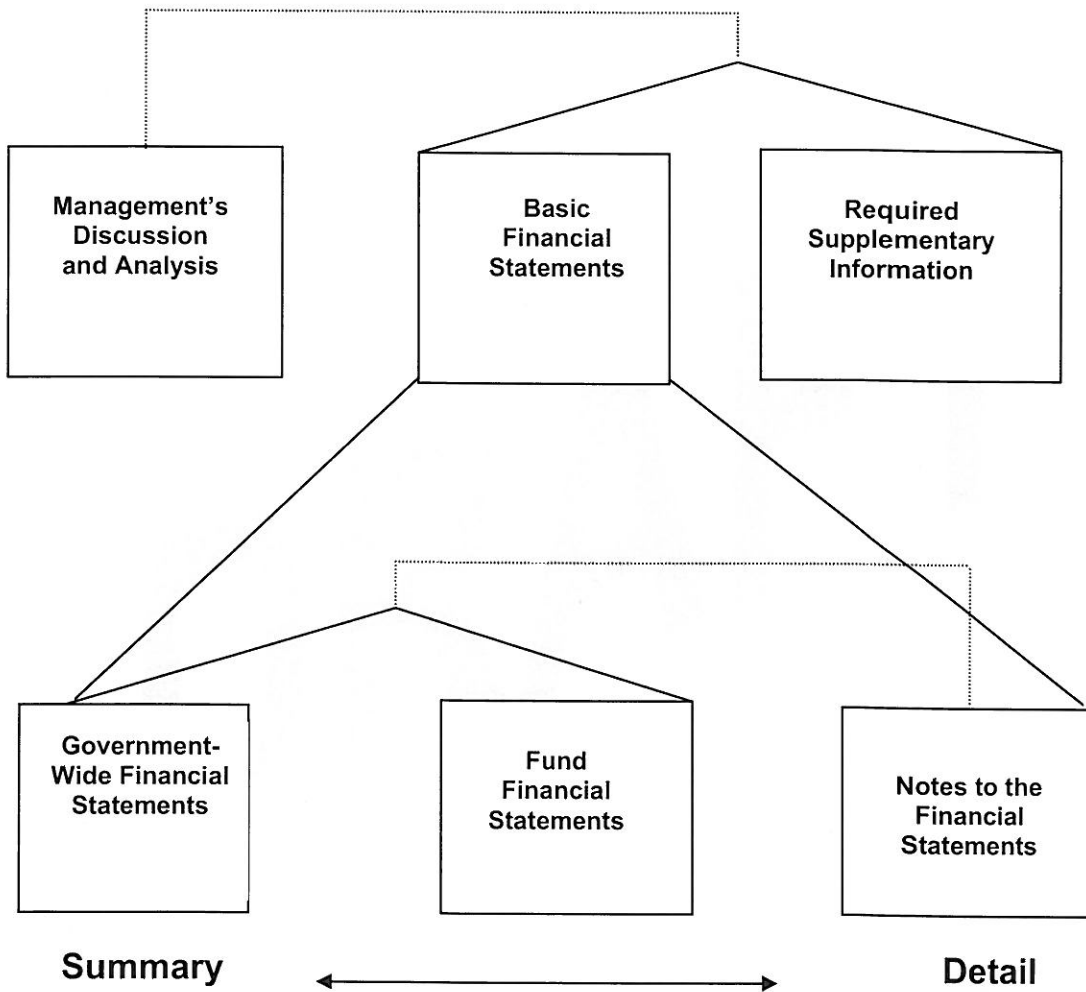 Management's
Discussion
and Analysis
Basic
Financial
Statements
Required
Supplementary
Information
Government-
Wide Financial
Statements
Fund
Financial
Statements
Notes to the
Financial
Statements
Summary
Detail